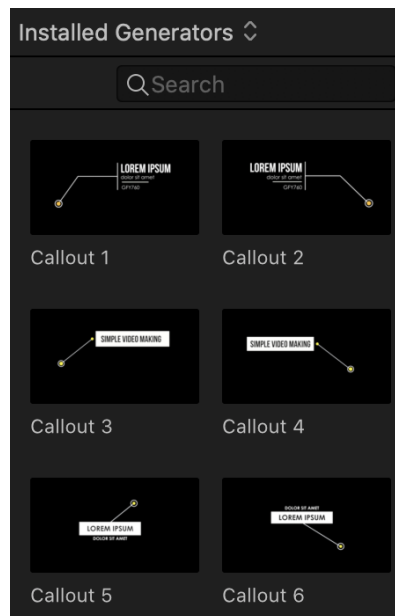 Installed Generators
Search
LOREM IPSUM
dolor sit amet
GFX760
Callout 1
LOREM IPSUM
dolor sit amet
GFX760
Callout 2
SIMPLE VIDEO MAKING
Callout 3
SIMPLE VIDEO MAKING
Callout 4
LOREM IPSUM
DOLOR SIT AMET
Callout 5
DOLOR SIT AMET
LOREM IPSUM
Callout 6